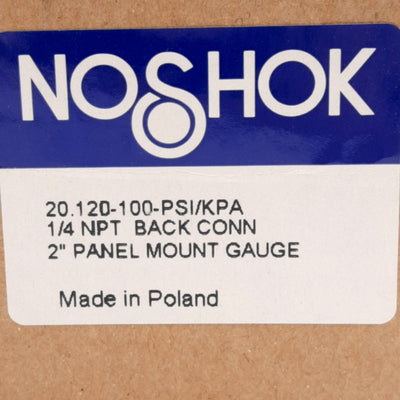 NOSHOK
20.120-100-PSI/KPA
1/4 NPT BACK CONN
2" PANEL MOUNT GAUGE
Made in Poland